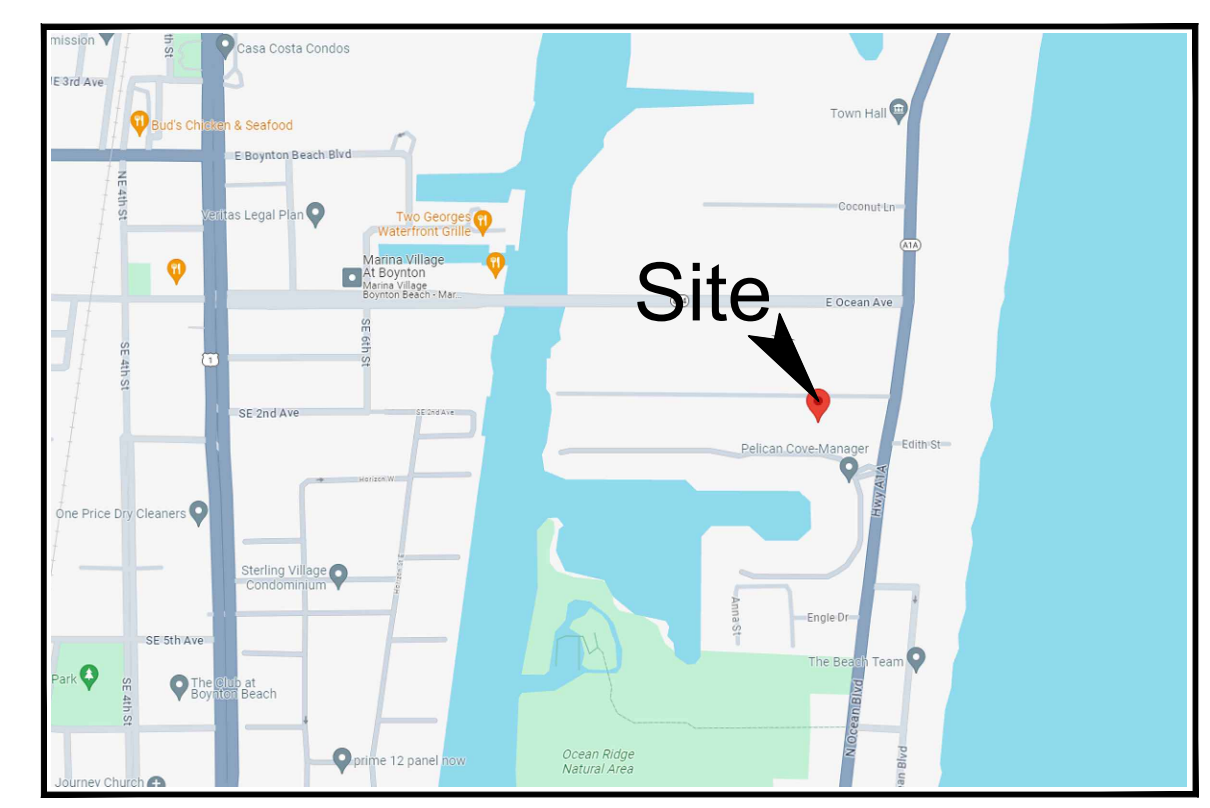 mission
th St
Casa Costa Condos
E 3rd Ave
Bud's Chicken & Seafood
Town Hall
E Boynton Beach Blvd
NE 4th St
Coconut Ln
Veritas Legal Plan
Two Georges
Waterfront Grille
A1A
Marina Village
At Boynton
Marina Village
Boynton Beach - Mar...
Site
E Ocean Ave
SE 6th St
SE 4th St
1
SE 2nd Ave
SE 2nd Ave
Edith St
Pelican Cove-Manager
Horizon W
Hwy A1A
One Price Dry Cleaners
Sterling Village
Condominium
Anna St
Engle Dr
SE 5th Ave
The Beach Team
Park
The Club at
Boynton Beach
SE 4th St
N Ocean Blvd
Ocean Ridge
Natural Area
prime 12 panel now
an Blvd
Journey Church